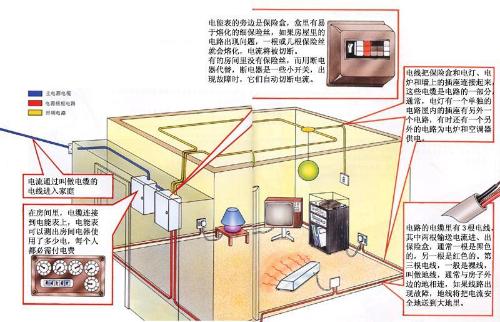 电能表的旁边是保险盒，盒里有易
于熔化的细保险丝，如果房屋里的
电路出现问题，一根或几根保险丝
就会熔化，电流将被切断。
有的房间里没有保险丝，而用断电
器代替，断电器是一些小开关，出
现故障时，它们自动切断电流。
主电源电缆
电源插座电路
照明电路
电线把保险盒和电灯、电
炉和墙上的插座连接起来，
这些电缆是电路的一部分，
通常，电灯有一个单独的
电路屋内的插座有另外一
个电路，有时还有一个另
外的电路为电炉和空调器
供电。
电流通过叫做电缆的
电线进入家庭
在房间里，电缆连接
到电能表上，电能表
可以测出房间电器使
用了多少电，每个人
都必需付电费
电路的电缆里有3根电线，
其中两根输送电流进、出
保险盒，通常一根是黑色
的，另一根是红色的。第
三根电线，一般是裸线，
叫做地线，通常与房子外
边的地相连，如果线路出
现故障，地线将把电流安
全地送到大地里。